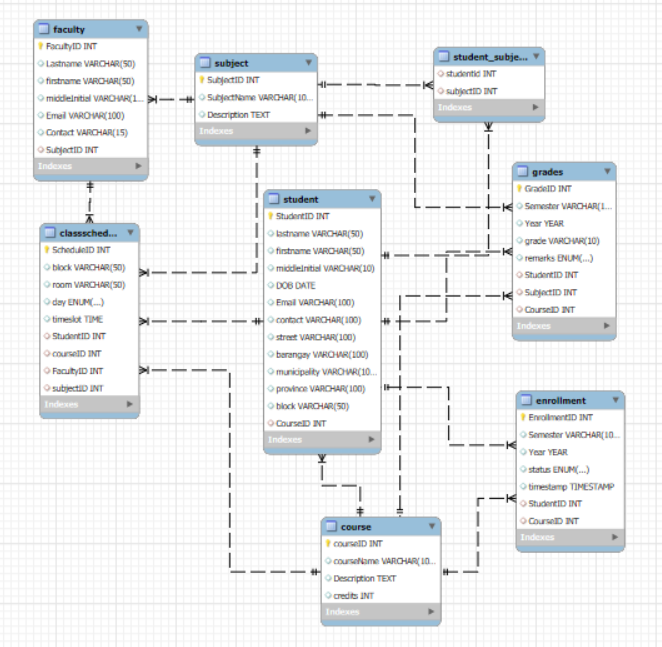 faculty
FacultyID INT
Lastname VARCHAR(50)
firstname VARCHAR(50)
middleInitial VARCHAR(1...
Email VARCHAR(100)
Contact VARCHAR(15)
SubjectID INT
Indexes
subject
SubjectID INT
SubjectName VARCHAR(10...
Description TEXT
Indexes
student_subje...
studentid INT
subjectID INT
Indexes
grades
GradeID INT
Semester VARCHAR(1...
Year YEAR
grade VARCHAR(10)
remarks ENUM(...)
StudentID INT
SubjectID INT
CourseID INT
Indexes
student
StudentID INT
lastname VARCHAR(50)
firstname VARCHAR(50)
middleInitial VARCHAR(10)
DOB DATE
Email VARCHAR(100)
contact VARCHAR(100)
street VARCHAR(100)
barangay VARCHAR(100)
municipality VARCHAR(10...
province VARCHAR(100)
block VARCHAR(50)
CourseID INT
Indexes
classsched...
ScheduleID INT
block VARCHAR(50)
room VARCHAR(50)
day ENUM(...)
timeslot TIME
StudentID INT
courseID INT
FacultyID INT
subjectID INT
Indexes
enrollment
EnrollmentID INT
Semester VARCHAR(10...
Year YEAR
status ENUM(...)
timestamp TIMESTAMP
StudentID INT
CourseID INT
Indexes
course
courseID INT
courseName VARCHAR(10...
Description TEXT
credits INT
Indexes